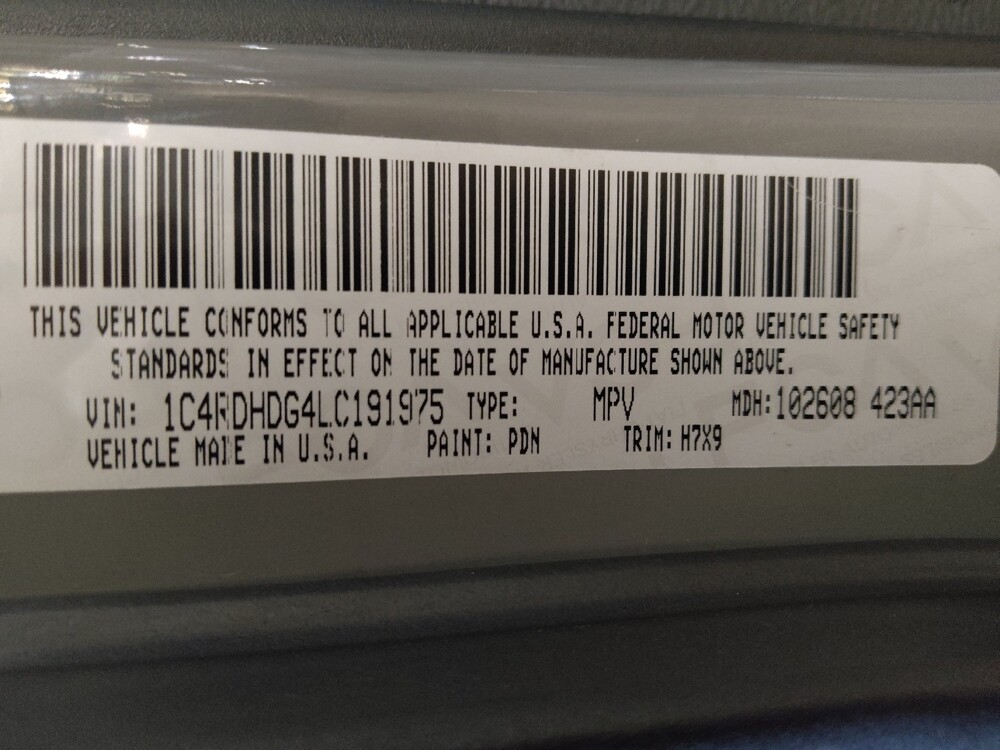 THIS VEHICLE CONFORMS TO ALL APPLICABLE U.S.A. FEDERAL MOTOR VEHICLE SAFETY
STANDARDS IN EFFECT ON THE DATE OF MANUFACTURE SHOWN ABOVE.
VIN: 1C4RDHDG4LC191975 TYPE: MPV MDH: 102608 423AA
VEHICLE MADE IN U.S.A. PAINT: PDN TRIM: H7X9